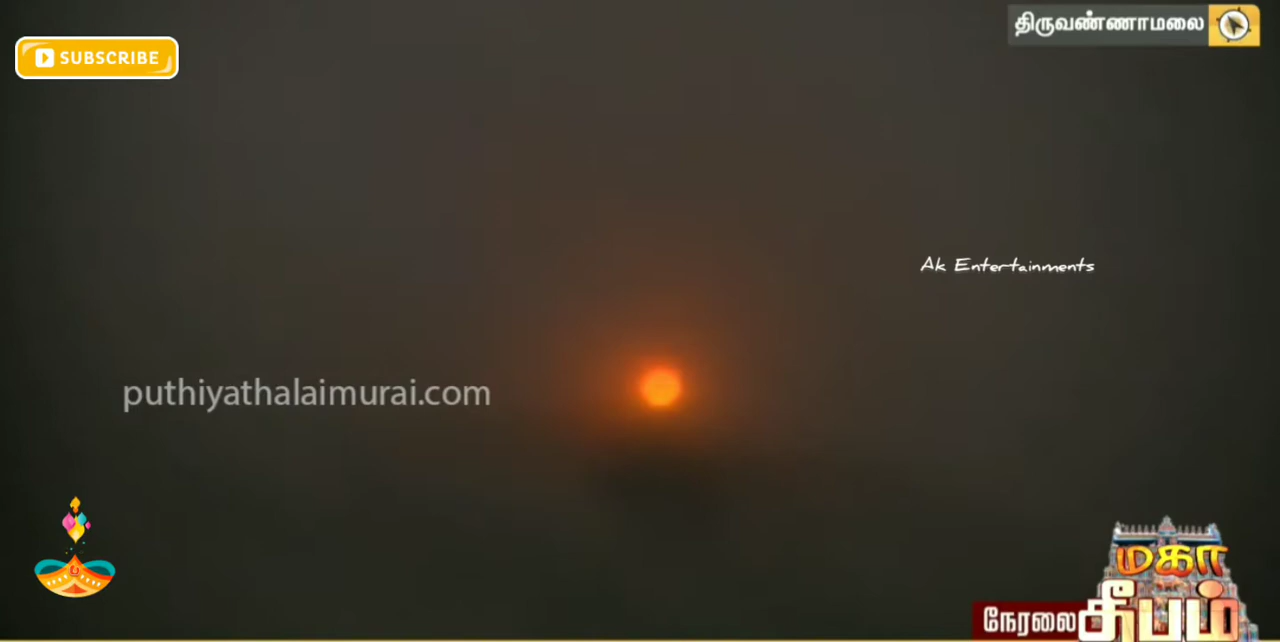 SUBSCRIBE
திருவண்ணாமலை
Ak Entertainments
puthiyathalaimurai.com
மகா
நேரலை தீபம்